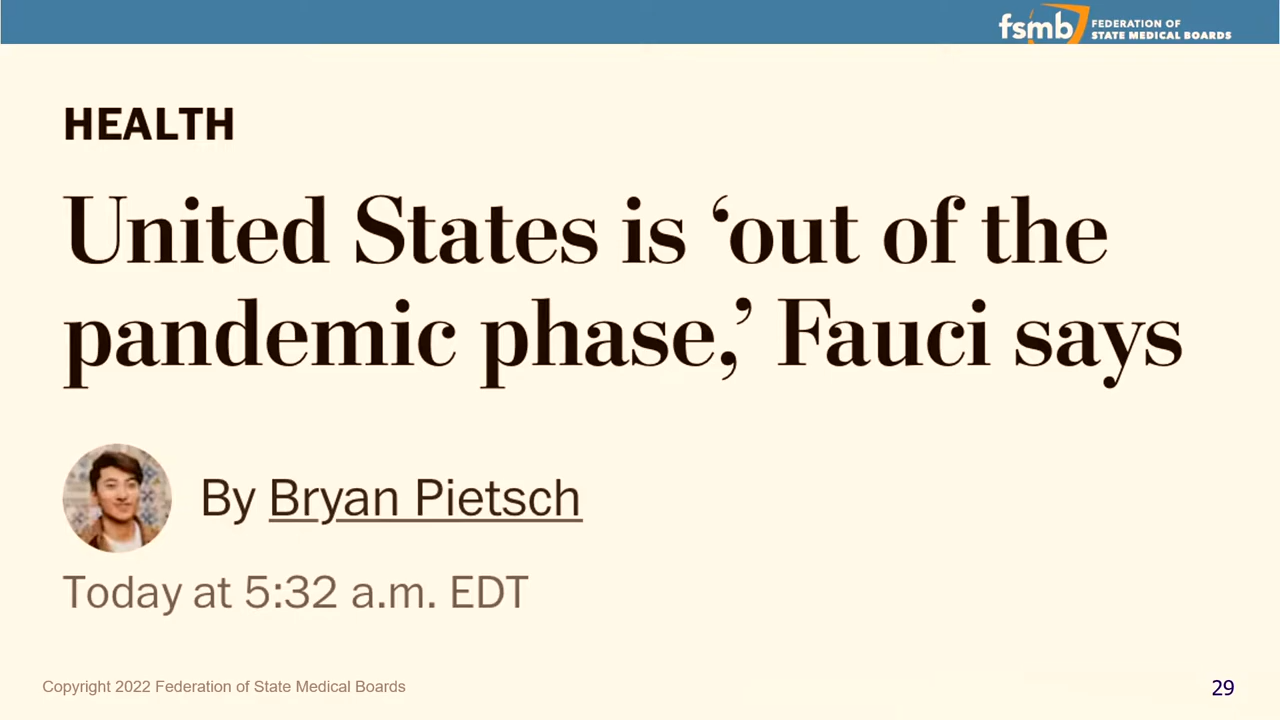 fsmb
FEDERATION OF
STATE MEDICAL BOARDS
HEALTH
United States is ‘out of the
pandemic phase,’ Fauci says
By Bryan Pietsch
Today at 5:32 a.m. EDT
Copyright 2022 Federation of State Medical Boards
29